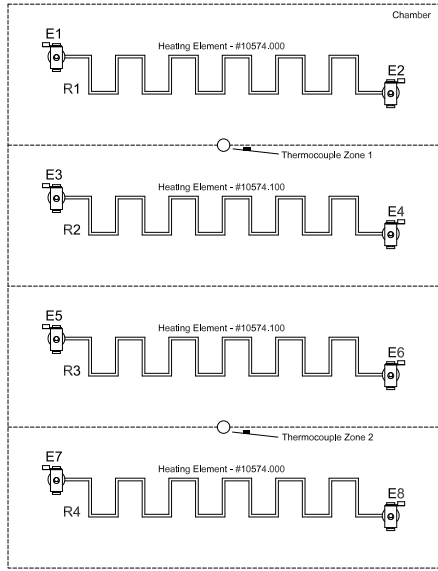 Chamber
E1
Heating Element - #10574.000
E2
R1
Thermocouple Zone 1
E3
Heating Element - #10574.100
E4
R2
E5
Heating Element - #10574.100
E6
R3
Thermocouple Zone 2
E7
Heating Element - #10574.000
E8
R4